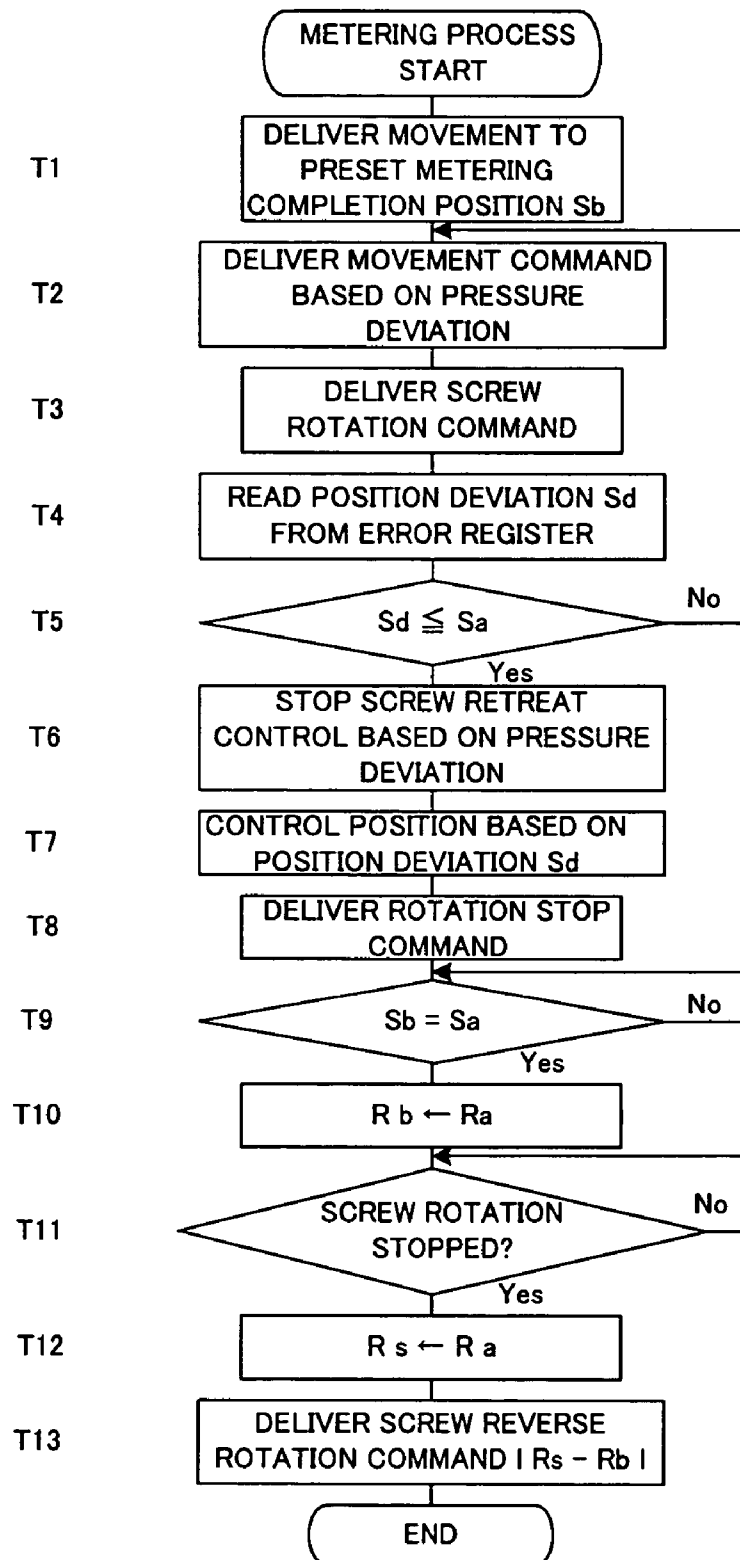 METERING PROCESS
START
T1
DELIVER MOVEMENT TO
PRESET METERING
COMPLETION POSITION Sb
T2
DELIVER MOVEMENT COMMAND
BASED ON PRESSURE
DEVIATION
T3
DELIVER SCREW
ROTATION COMMAND
T4
READ POSITION DEVIATION Sd
FROM ERROR REGISTER
T5
Sd ≦ Sa
No
Yes
T6
STOP SCREW RETREAT
CONTROL BASED ON PRESSURE
DEVIATION
T7
CONTROL POSITION BASED ON
POSITION DEVIATION Sd
T8
DELIVER ROTATION STOP
COMMAND
T9
Sb = Sa
No
Yes
T10
R b ← Ra
T11
SCREW ROTATION
STOPPED?
No
Yes
T12
R s ← R a
T13
DELIVER SCREW REVERSE
ROTATION COMMAND | Rs − Rb |
END